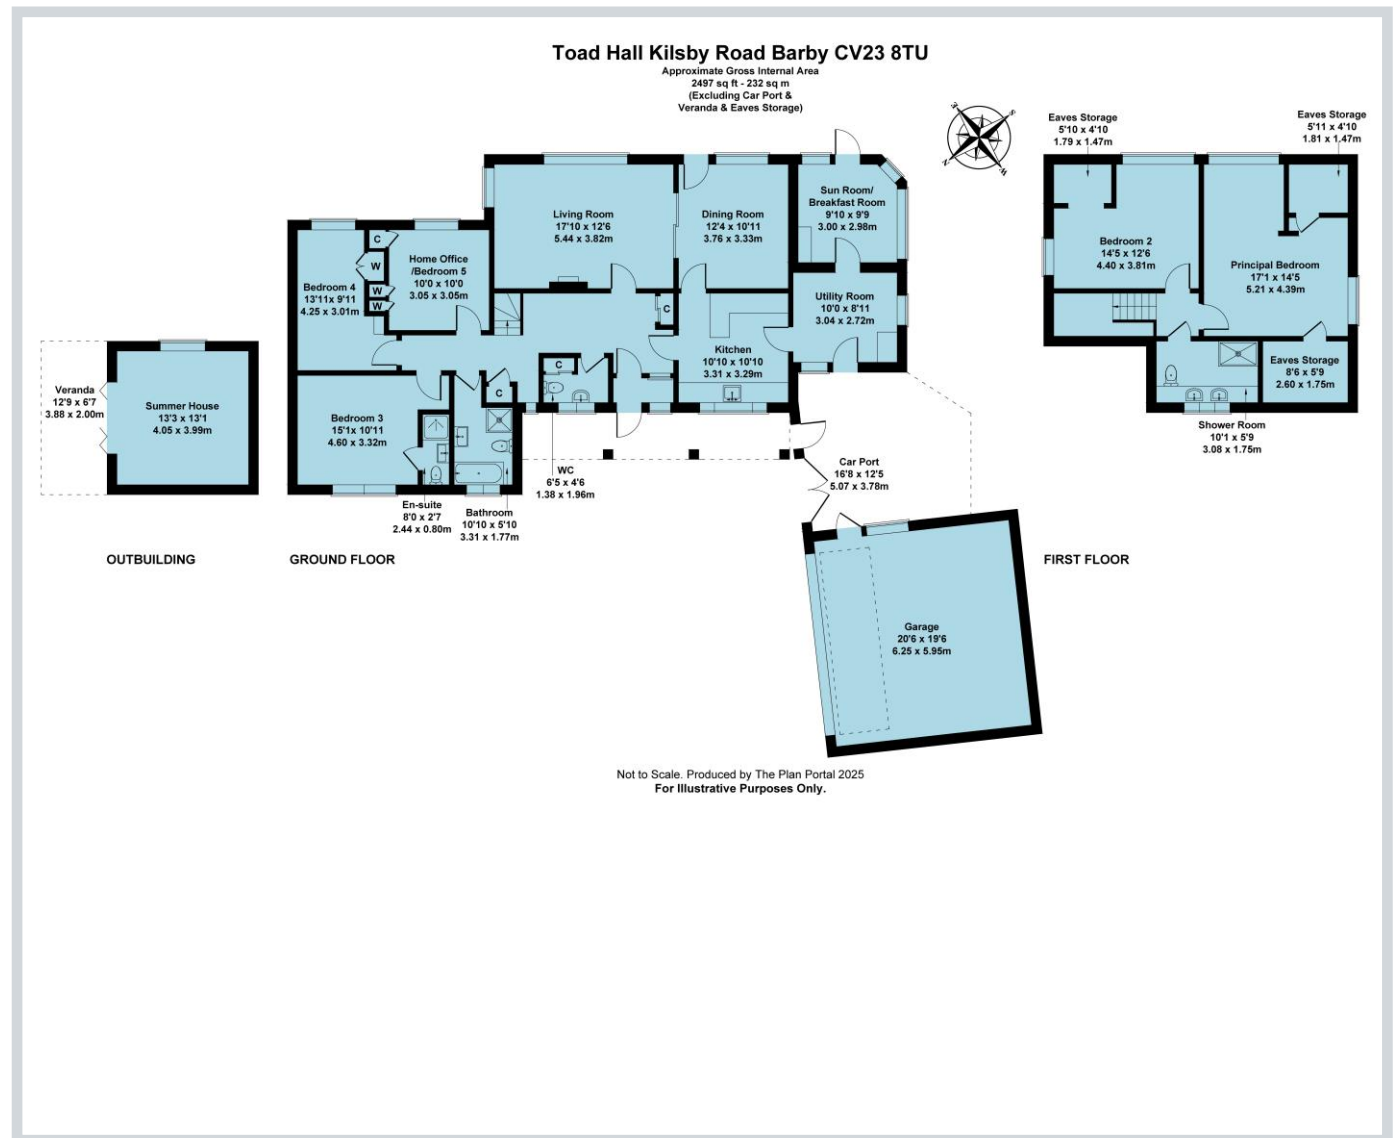 Toad Hall Kilsby Road Barby CV23 8TU
Approximate Gross Internal Area
2497 sq ft - 232 sq m
(Excluding Car Port &
Veranda & Eaves Storage)
E
S
N
W
Eaves Storage
5'10 x 4'10
1.79 x 1.47m
Eaves Storage
5'11 x 4'10
1.81 x 1.47m
Living Room
17'10 x 12'6
5.44 x 3.82m
Dining Room
12'4 x 10'11
3.76 x 3.33m
Sun Room/
Breakfast Room
9'10 x 9'9
3.00 x 2.98m
C
W
W
W
Home Office
/Bedroom 5
10'0 x 10'0
3.05 x 3.05m
Bedroom 4
13'11x 9'11
4.25 x 3.01m
C
Utility Room
10'0 x 8'11
3.04 x 2.72m
Kitchen
10'10 x 10'10
3.31 x 3.29m
Bedroom 2
14'5 x 12'6
4.40 x 3.81m
Principal Bedroom
17'1 x 14'5
5.21 x 4.39m
Eaves Storage
8'6 x 5'9
2.60 x 1.75m
Shower Room
10'1 x 5'9
3.08 x 1.75m
Veranda
12'9 x 6'7
3.88 x 2.00m
Summer House
13'3 x 13'1
4.05 x 3.99m
Bedroom 3
15'1x 10'11
4.60 x 3.32m
C
C
WC
6'5 x 4'6
1.38 x 1.96m
Car Port
16'8 x 12'5
5.07 x 3.78m
En-suite
8'0 x 2'7
2.44 x 0.80m
Bathroom
10'10 x 5'10
3.31 x 1.77m
OUTBUILDING
GROUND FLOOR
FIRST FLOOR
Garage
20'6 x 19'6
6.25 x 5.95m
Not to Scale. Produced by The Plan Portal 2025
For Illustrative Purposes Only.